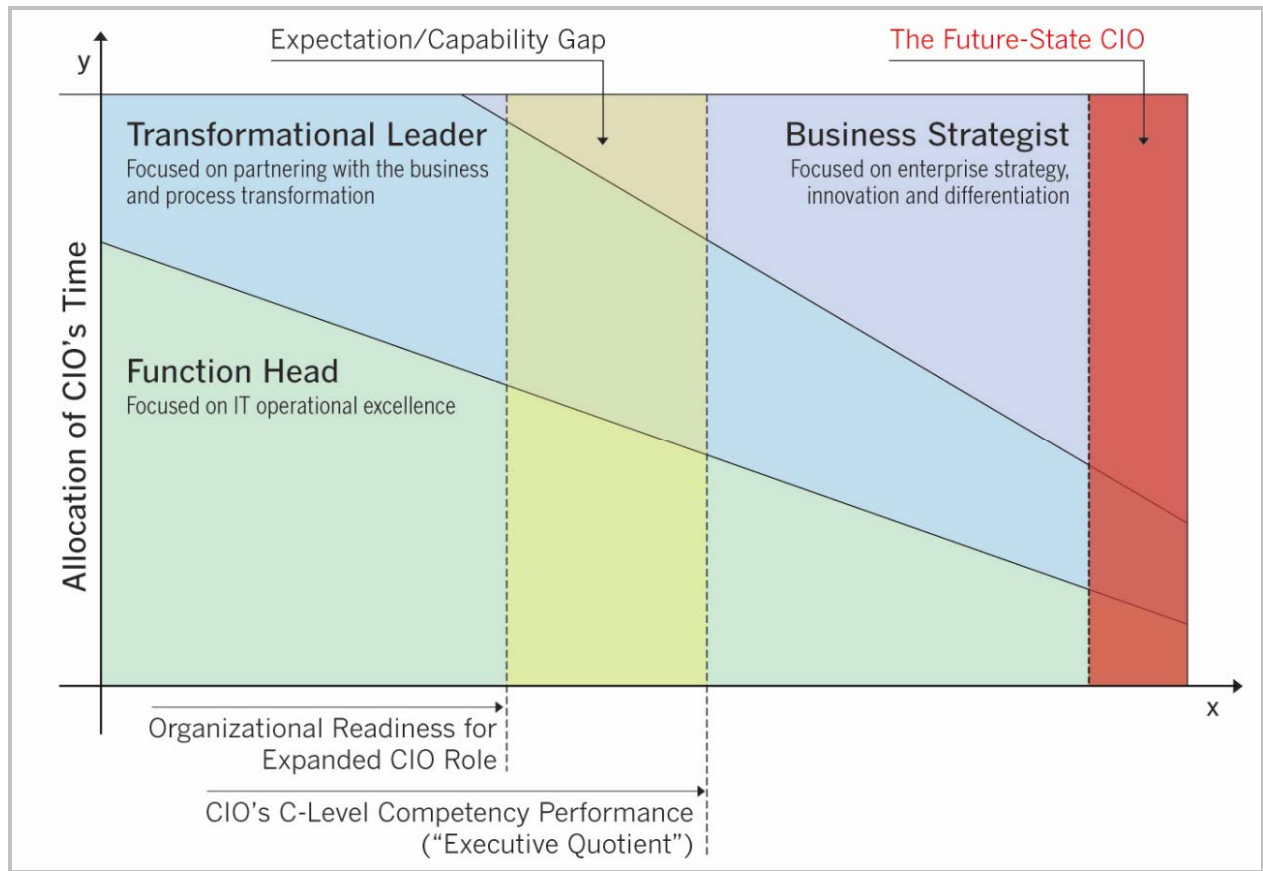 Expectation/Capability Gap
The Future-State CIO
y
Transformational Leader
Focused on partnering with the business
and process transformation
Business Strategist
Focused on enterprise strategy,
innovation and differentiation
Allocation of CIO's Time
Function Head
Focused on IT operational excellence
x
Organizational Readiness for
Expanded CIO Role
CIO's C-Level Competency Performance
(“Executive Quotient”)